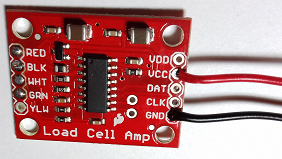 RED
BLK
WHT
GRN
YLW
VDD
VCC
DAT
CLK
GND
Load Cell Amp